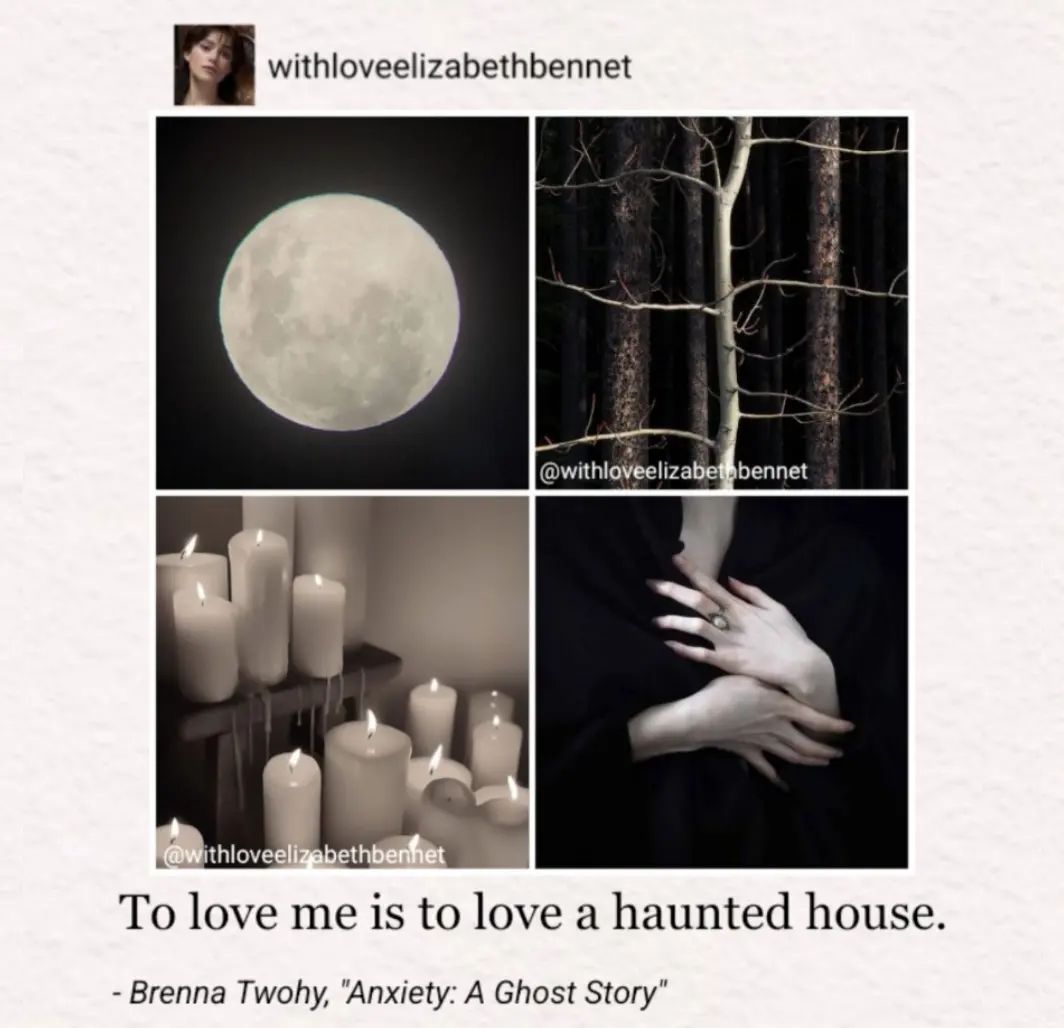 withloveelizabethbennet
@withloveelizabethbennet
@withloveelizabethbennet
To love me is to love a haunted house.
- Brenna Twohy, "Anxiety: A Ghost Story"